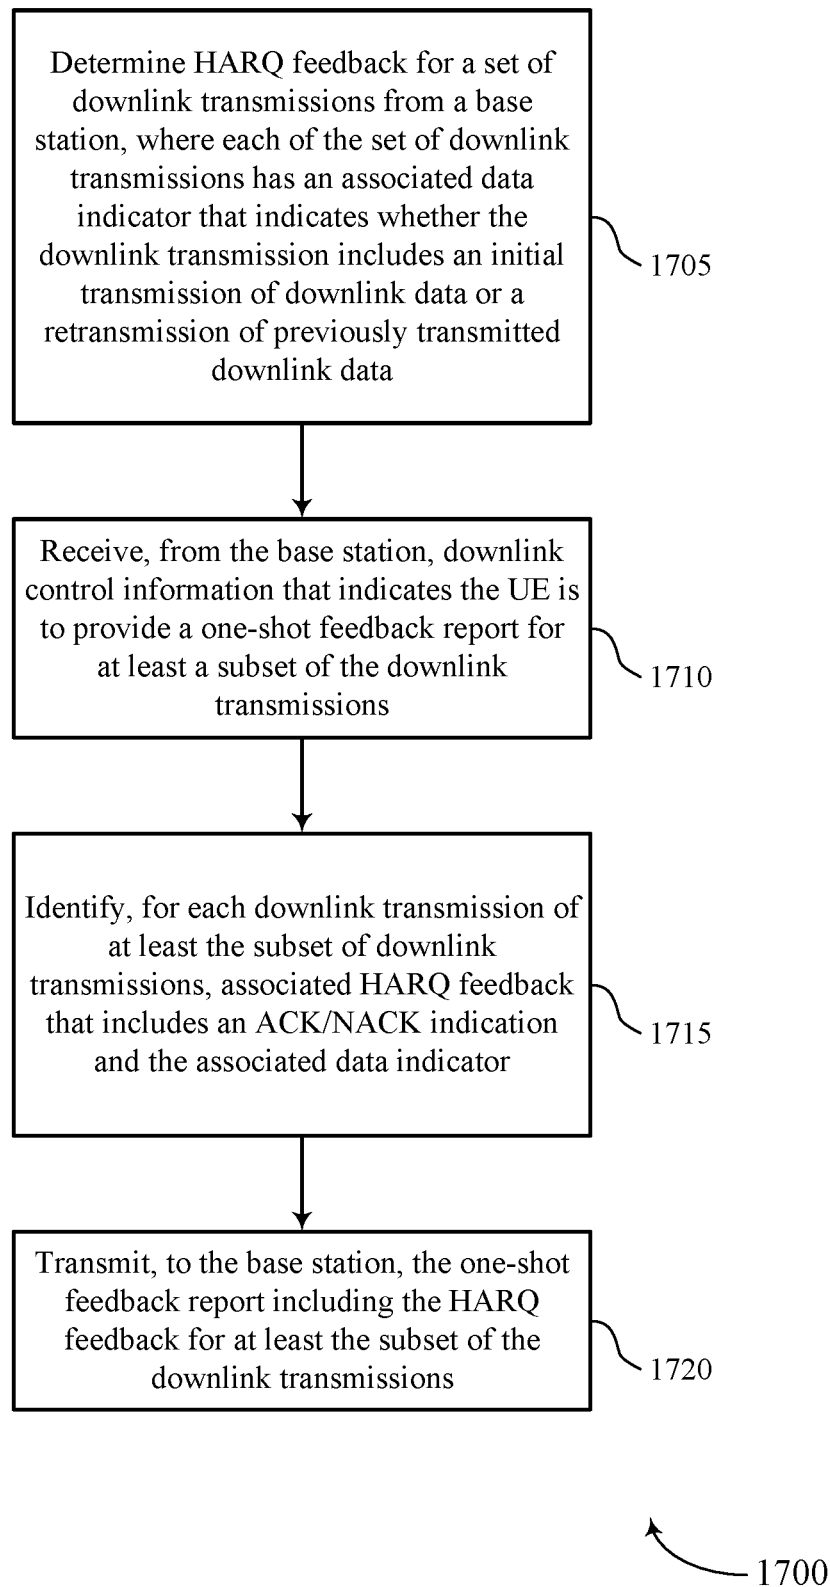 Determine HARQ feedback for a set of
downlink transmissions from a base
station, where each of the set of downlink
transmissions has an associated data
indicator that indicates whether the
downlink transmission includes an initial
transmission of downlink data or a
retransmission of previously transmitted
downlink data
1705
Receive, from the base station, downlink
control information that indicates the UE is
to provide a one-shot feedback report for
at least a subset of the downlink
transmissions
1710
Identify, for each downlink transmission of
at least the subset of downlink
transmissions, associated HARQ feedback
that includes an ACK/NACK indication
and the associated data indicator
1715
Transmit, to the base station, the one-shot
feedback report including the HARQ
feedback for at least the subset of the
downlink transmissions
1720
1700